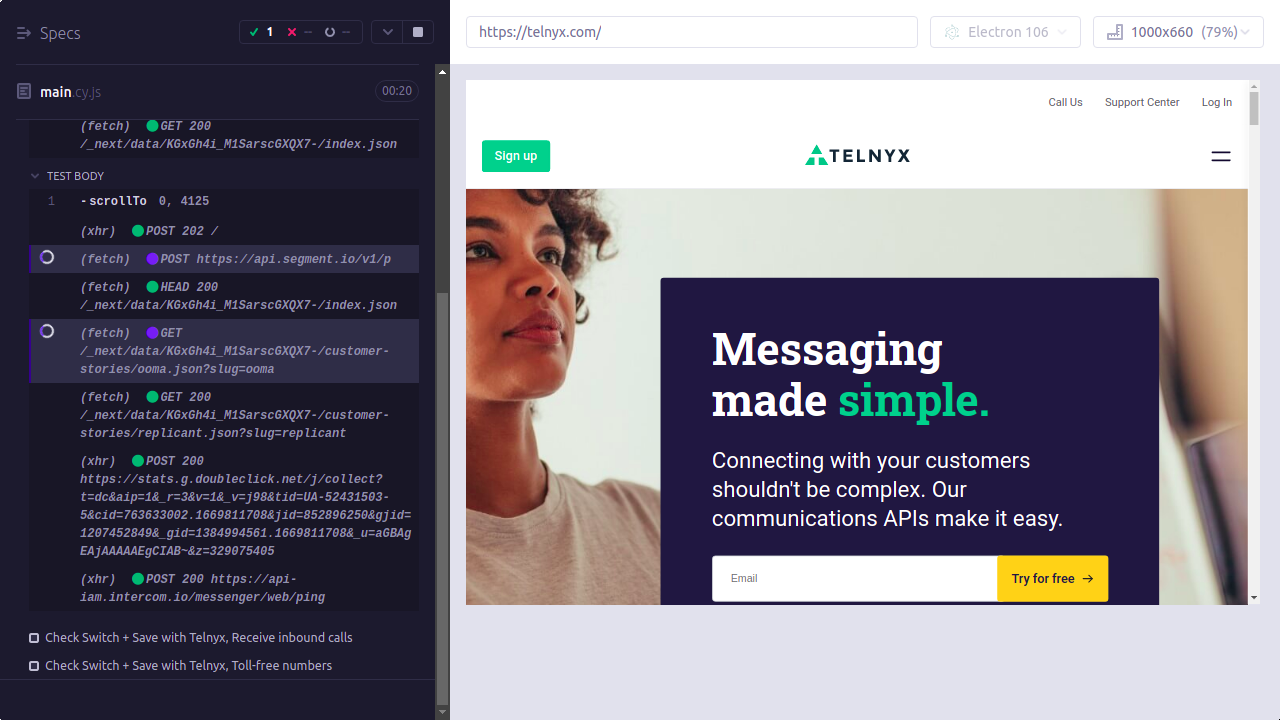 Specs
1
--
--
main.cy.js
00:20
(fetch) GET 200
/_next/data/KGxGh4i_M1SarscGXQX7-/index.json
TEST BODY
1 -scrollTo 0, 4125
(xhr) POST 202 /
(fetch) POST https://api.segment.io/v1/p
(fetch) HEAD 200
/_next/data/KGxGh4i_M1SarscGXQX7-/index.json
(fetch) GET
/_next/data/KGxGh4i_M1SarscGXQX7-/customer-
stories/ooma.json?slug=ooma
(fetch) GET 200
/_next/data/KGxGh4i_M1SarscGXQX7-/customer-
stories/replicant.json?slug=replicant
(xhr) POST 200
https://stats.g.doubleclick.net/j/collect?
t=dc&aip=1&_r=3&v=1&_v=j98&tid=UA-52431503-
5&cid=763633002.1669811708&jid=852896250&gjid=
1207452849&_gid=1384994561.1669811708&_u=aGBAg
EAjAAAAAEgCIAB~&z=329075405
(xhr) POST 200 https://api-
iam.intercom.io/messenger/web/ping
Check Switch + Save with Telnyx, Receive inbound calls
Check Switch + Save with Telnyx, Toll-free numbers
https://telnyx.com/
Electron 106
1000x660 (79%)
Call Us
Support Center
Log In
Sign up
TELNYX
Messaging
made simple.
Connecting with your customers
shouldn't be complex. Our
communications APIs make it easy.
Email
Try for free →